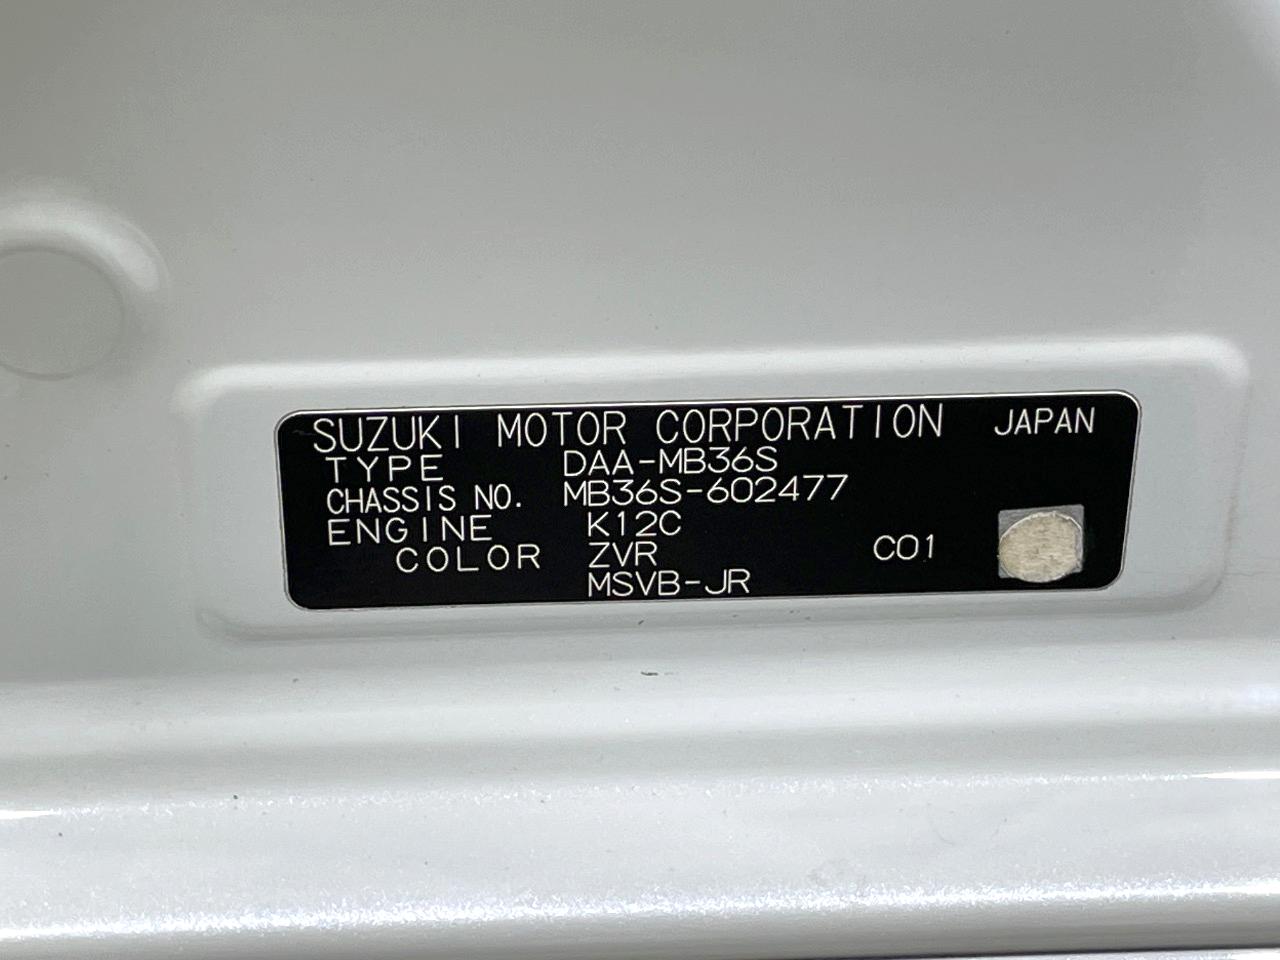 SUZUKI MOTOR CORPORATION JAPAN
TYPE DAA-MB36S
CHASSIS NO. MB36S-602477
ENGINE K12C
COLOR ZVR C01
MSVB-JR